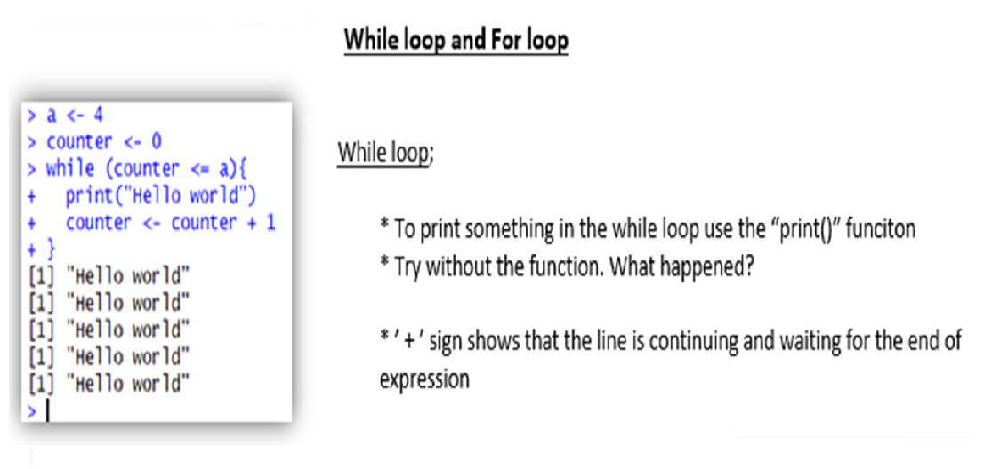 While loop and For loop
> a <- 4
> counter <- 0
> while (counter <= a){
+   print("Hello world")
+   counter <- counter + 1
+ }
[1] "Hello world"
[1] "Hello world"
[1] "Hello world"
[1] "Hello world"
[1] "Hello world"
>
While loop;
* To print something in the while loop use the “print()” funciton
* Try without the function. What happened?
* ’ + ’ sign shows that the line is continuing and waiting for the end of
expression